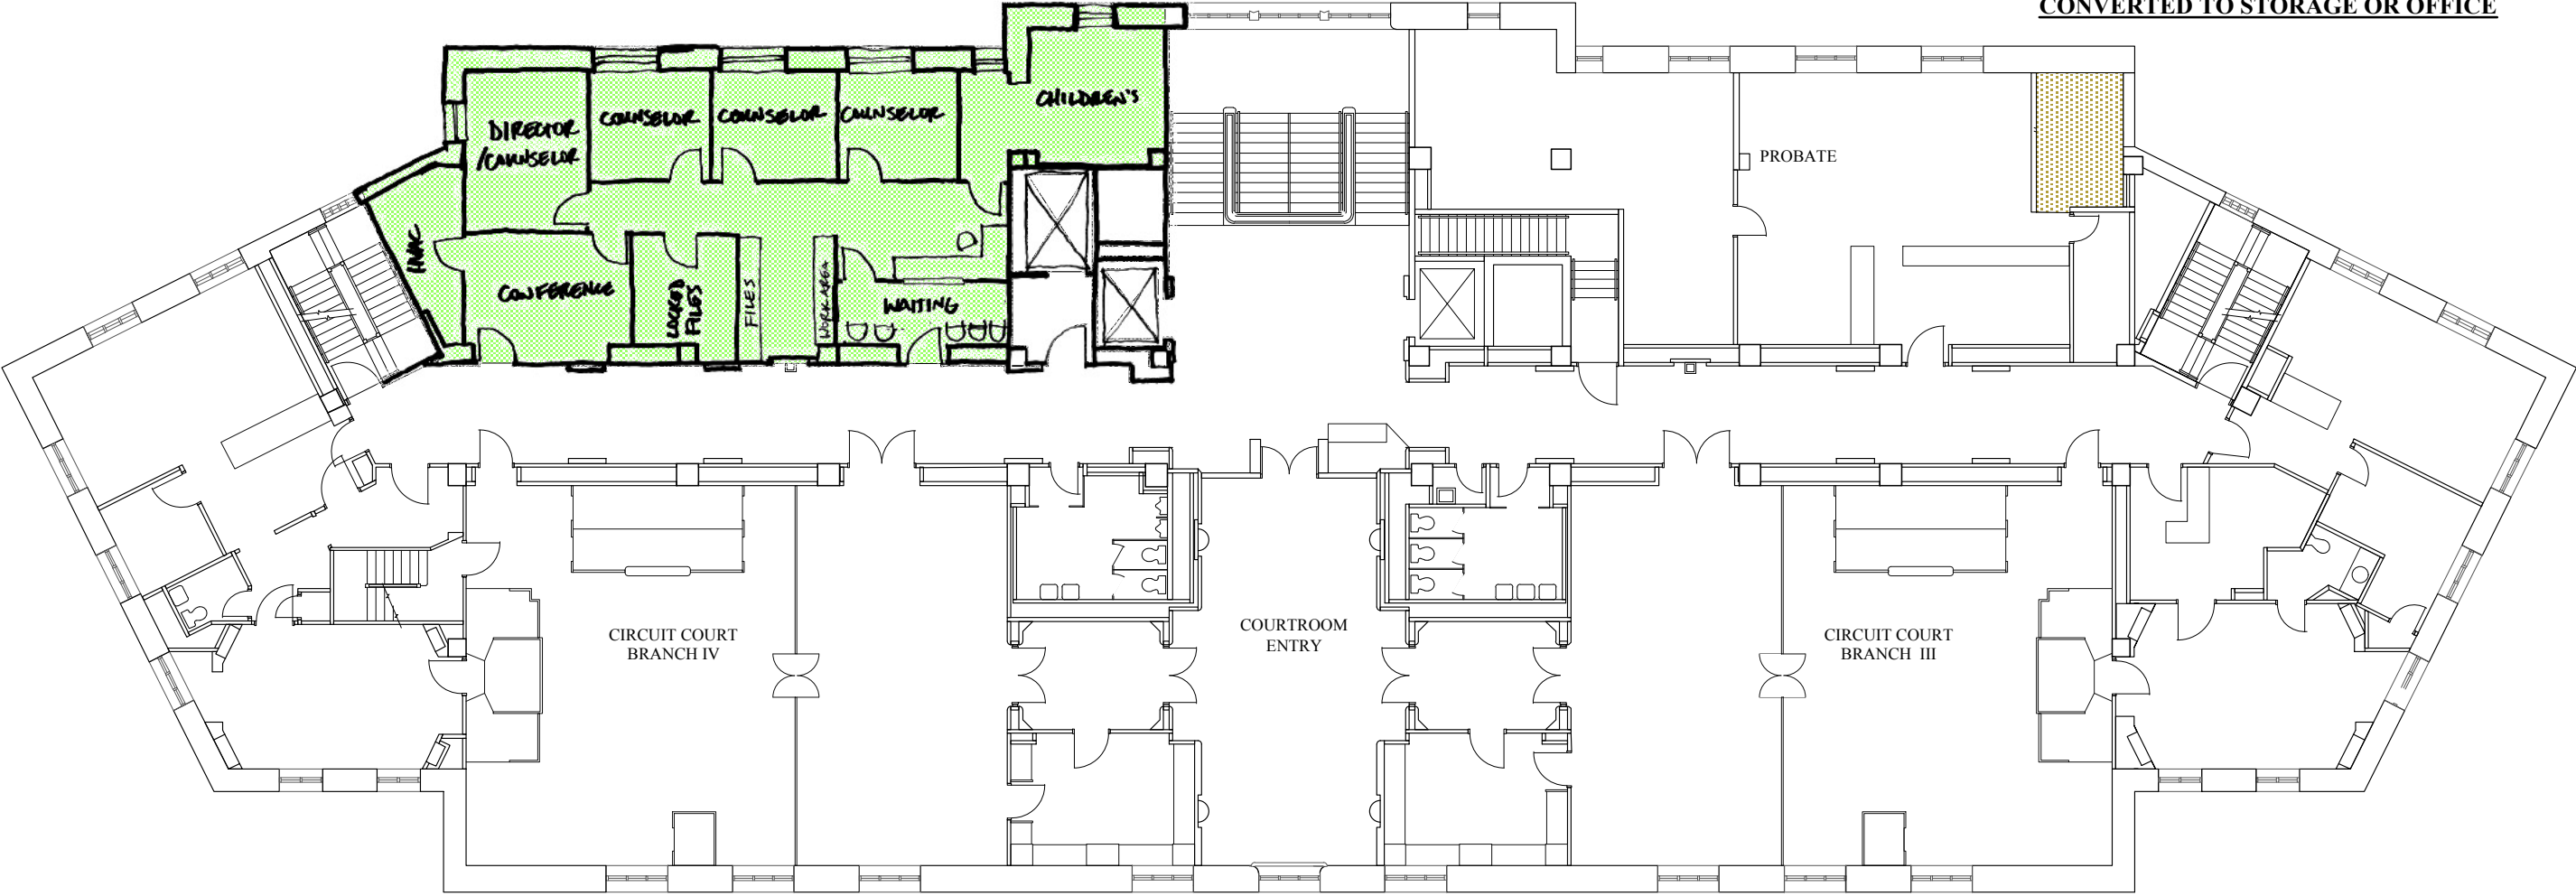 CONVERTED TO STORAGE OR OFFICE
DIRECTOR
/COUNSELOR
COUNSELOR
COUNSELOR
COUNSELOR
CHILDREN'S
PROBATE
HVAC
CONFERENCE
LOCKED
FILES
FILES
WORK AREA
WAITING
CIRCUIT COURT
BRANCH IV
COURTROOM
ENTRY
CIRCUIT COURT
BRANCH III